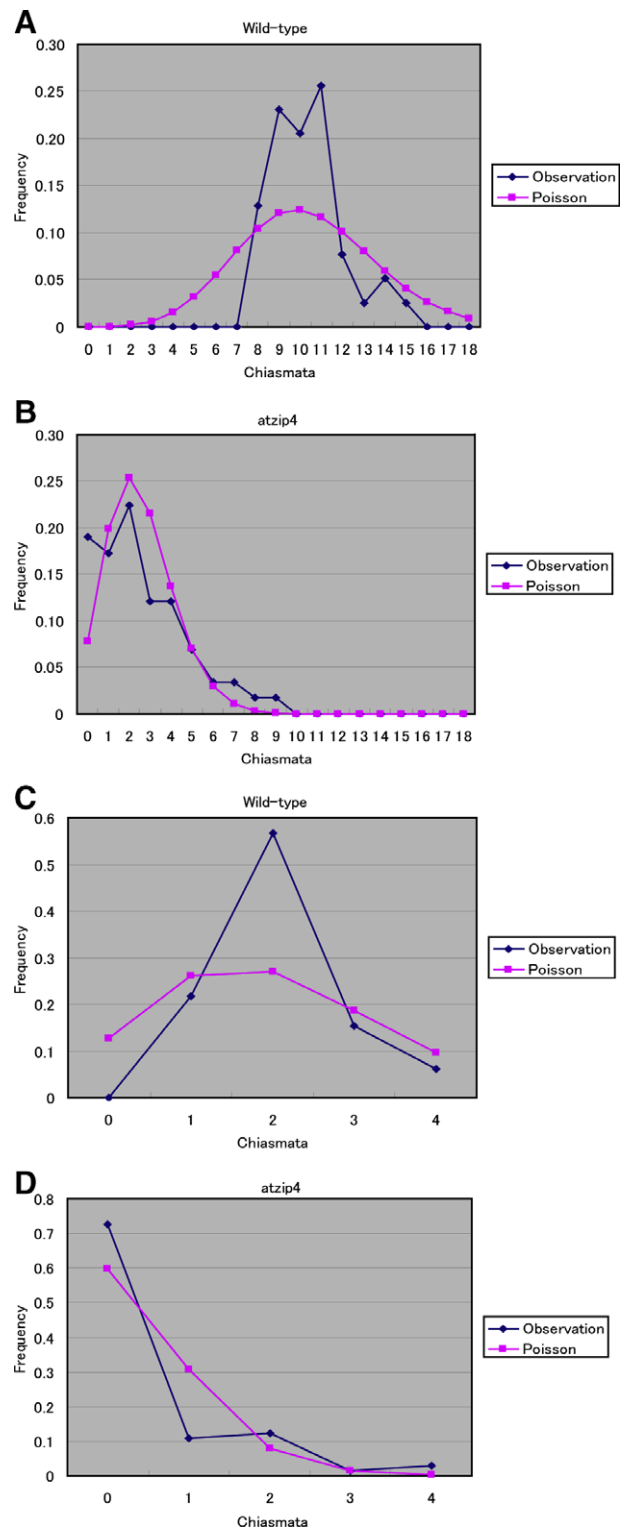 A
Wild-type
0.30
0.25
0.20
0.15
0.10
0.05
0
Frequency
0 1 2 3 4 5 6 7 8 9 10 11 12 13 14 15 16 17 18
Chiasmata
Observation
Poisson
B
atzip4
0.30
0.25
0.20
0.15
0.10
0.05
0
Frequency
0 1 2 3 4 5 6 7 8 9 10 11 12 13 14 15 16 17 18
Chiasmata
Observation
Poisson
C
Wild-type
0.6
0.5
0.4
0.3
0.2
0.1
0
Frequency
0 1 2 3 4
Chiasmata
Observation
Poisson
D
atzip4
0.8
0.7
0.6
0.5
0.4
0.3
0.2
0.1
0
Frequency
0 1 2 3 4
Chiasmata
Observation
Poisson